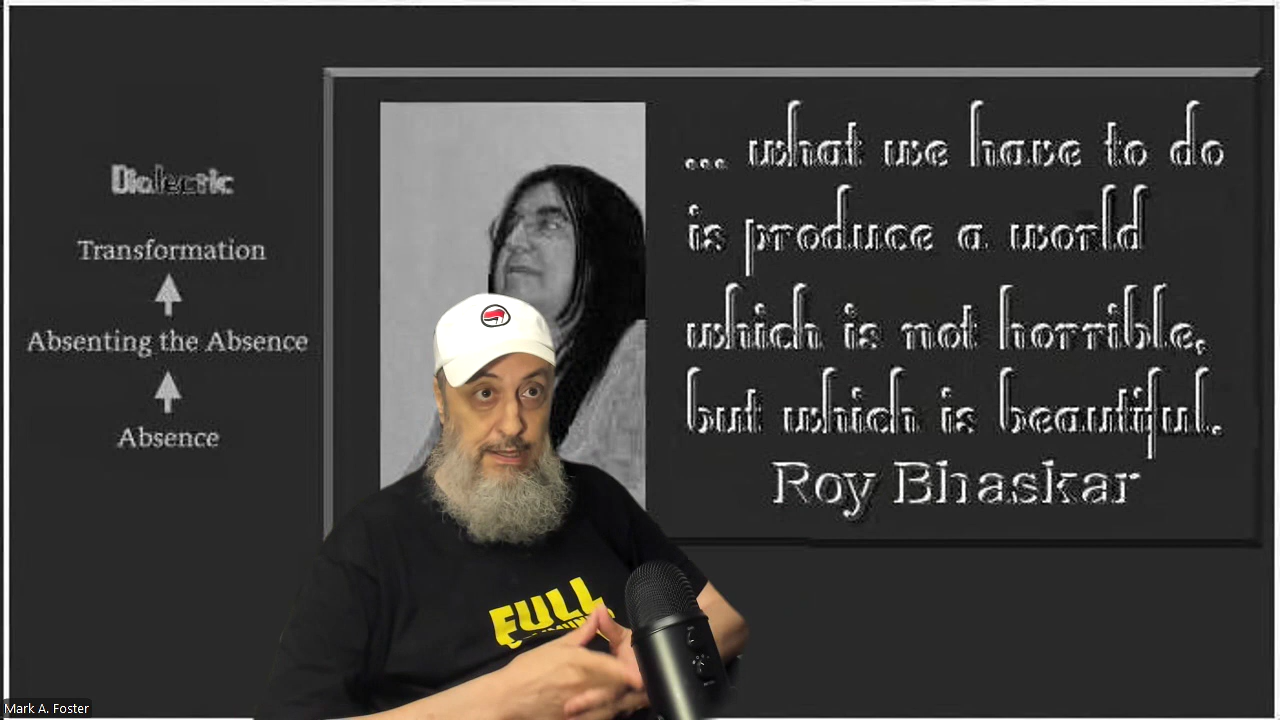 Dialectic
Transformation
Absenting the Absence
Absence
... what we have to do
is produce a world
which is not horrible,
but which is beautiful.
Roy Bhaskar
FULL
Mark A. Foster